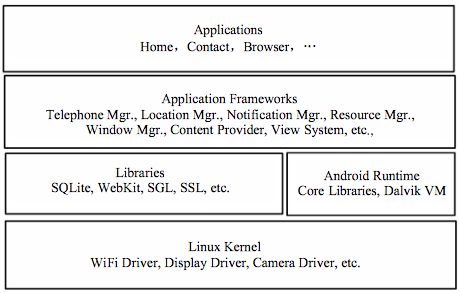 Applications
Home，Contact，Browser，…
Application Frameworks
Telephone Mgr., Location Mgr., Notification Mgr., Resource Mgr.,
Window Mgr., Content Provider, View System, etc.,
Libraries
SQLite, WebKit, SGL, SSL, etc.
Android Runtime
Core Libraries, Dalvik VM
Linux Kernel
WiFi Driver, Display Driver, Camera Driver, etc.